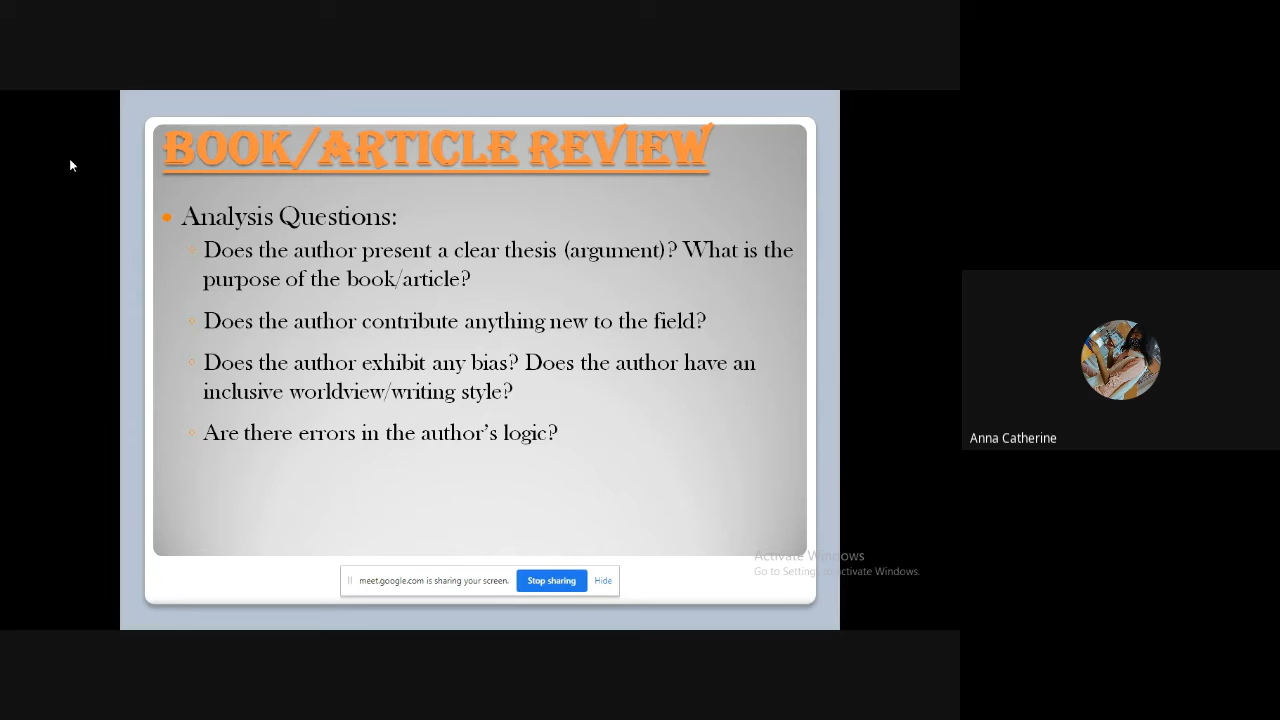 BOOK/ARTICLE REVIEW
Analysis Questions:
Does the author present a clear thesis (argument)? What is the
purpose of the book/article?
Does the author contribute anything new to the field?
Does the author exhibit any bias? Does the author have an
inclusive worldview/writing style?
Are there errors in the author's logic?
Anna Catherine
Activate Windows
Go to Settings to activate Windows.
meet.google.com is sharing your screen. Stop sharing Hide